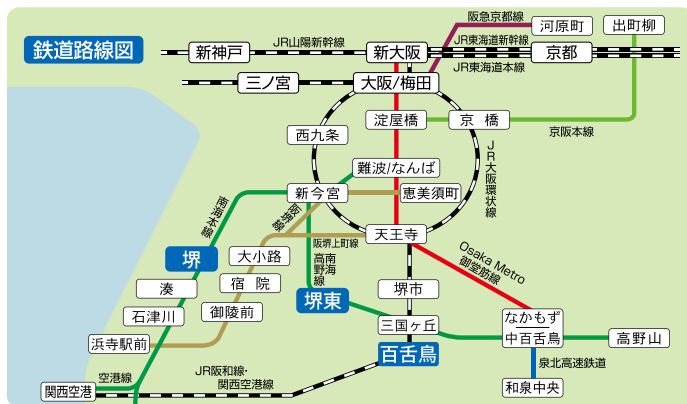 鉄道路線図
阪急京都線
河原町
出町柳
新神戸
JR山陽新幹線
新大阪
JR東海道新幹線
京都
JR東海道本線
三ノ宮
大阪/梅田
淀屋橋
京橋
京阪本線
西九条
JR大阪環状線
難波/なんば
新今宮
恵美須町
南海本線
阪堺線
天王寺
阪堺上町線
堺
大小路
南海
高野線
Osaka Metro
御堂筋線
湊
宿院
堺東
堺市
石津川
御陵前
三国ヶ丘
なかもず
中百舌鳥
高野山
浜寺駅前
百舌鳥
泉北高速鉄道
空港線
JR阪和線・
関西空港線
関西空港
和泉中央